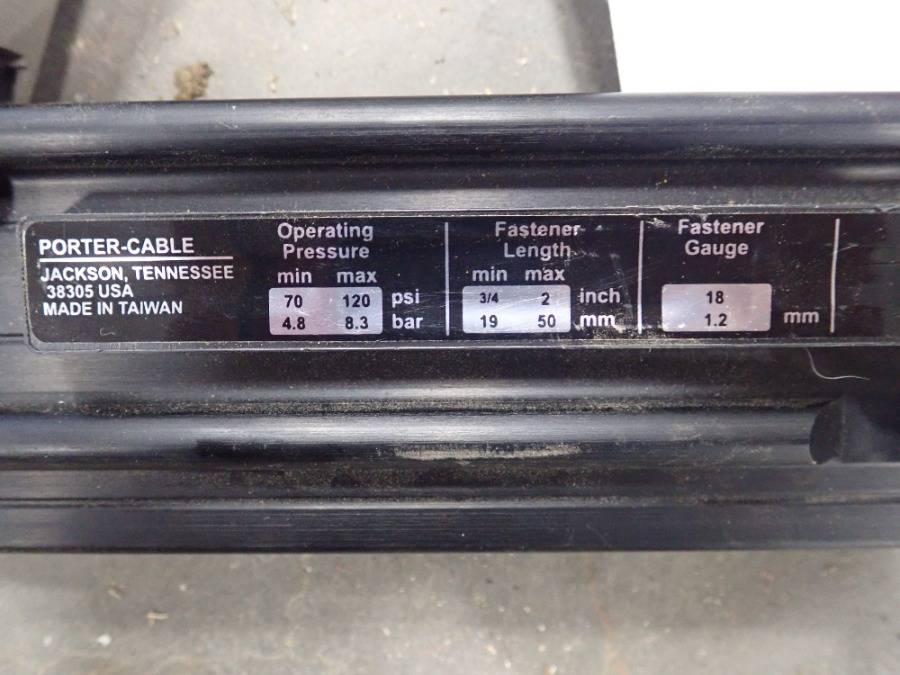 PORTER-CABLE
JACKSON, TENNESSEE
38305 USA
MADE IN TAIWAN
Operating
Pressure
min max
70 120 psi
4.8 8.3 bar
Fastener
Length
min max
3/4 2 inch
19 50 mm
Fastener
Gauge
18
1.2 mm